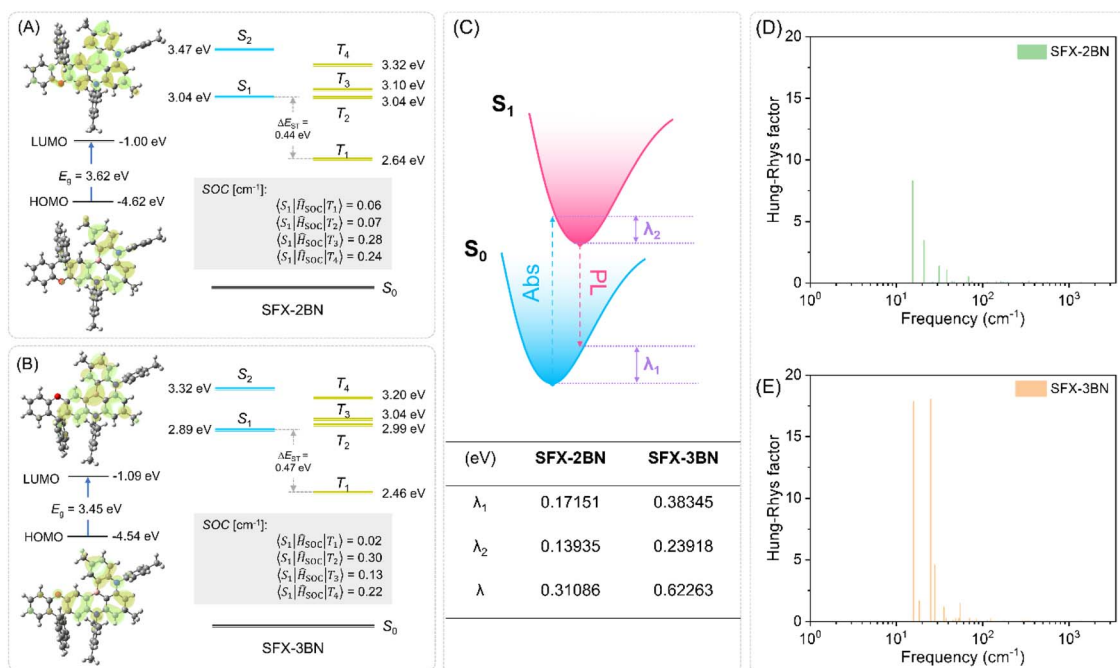 (A)
3.47 eV
S2
3.04 eV
S1
T4
3.32 eV
T3
3.10 eV
3.04 eV
T2
ΔEST =
0.44 eV
T1
2.64 eV
LUMO
-1.00 eV
Eg = 3.62 eV
HOMO
-4.62 eV
SOC [cm-1]:
⟨S1|ĤSOC|T1⟩ = 0.06
⟨S1|ĤSOC|T2⟩ = 0.07
⟨S1|ĤSOC|T3⟩ = 0.28
⟨S1|ĤSOC|T4⟩ = 0.24
S0
SFX-2BN
(B)
3.32 eV
S2
2.89 eV
S1
T4
3.20 eV
T3
3.04 eV
2.99 eV
T2
ΔEST =
0.47 eV
T1
2.46 eV
LUMO
-1.09 eV
Eg = 3.45 eV
HOMO
-4.54 eV
SOC [cm-1]:
⟨S1|ĤSOC|T1⟩ = 0.02
⟨S1|ĤSOC|T2⟩ = 0.30
⟨S1|ĤSOC|T3⟩ = 0.13
⟨S1|ĤSOC|T4⟩ = 0.22
S0
SFX-3BN
(C)
S1
λ2
S0
Abs
PL
λ1
(eV) SFX-2BN SFX-3BN
λ1 0.17151 0.38345
λ2 0.13935 0.23918
λ 0.31086 0.62263
(D)
SFX-2BN
Hung-Rhys factor
20
15
10
5
0
10^0 10^1 10^2 10^3
Frequency (cm-1)
(E)
SFX-3BN
Hung-Rhys factor
20
15
10
5
0
10^0 10^1 10^2 10^3
Frequency (cm-1)